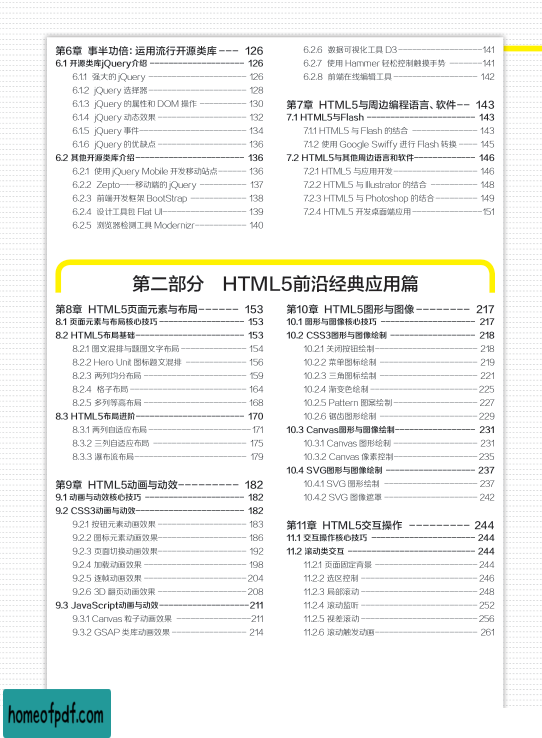 第6章 事半功倍：运用流行开源类库 --- 126
6.1 开源类库jQuery介绍 126
6.1.1 强大的 jQuery 126
6.1.2 jQuery 选择器 128
6.1.3 jQuery 的属性和 DOM 操作 130
6.1.4 jQuery 动态效果 132
6.1.5 jQuery 事件 134
6.1.6 jQuery 的优缺点 136
6.2 其他开源类库介绍 136
6.2.1 使用 jQuery Mobile 开发移动站点 136
6.2.2 Zepto——移动端的 jQuery 137
6.2.3 前端开发框架 BootStrap 138
6.2.4 设计工具包 Flat UI 139
6.2.5 浏览器检测工具 Modernizr 140
6.2.6 数据可视化工具 D3 141
6.2.7 使用 Hammer 轻松控制触摸手势 141
6.2.8 前端在线编辑工具 142
第7章 HTML5与周边编程语言、软件-- 143
7.1 HTML5与Flash 143
7.1.1 HTML5 与 Flash 的结合 143
7.1.2 使用 Google Swiffy 进行 Flash 转换 145
7.2 HTML5与其他周边语言和软件 146
7.2.1 HTML5 与应用开发 146
7.2.2 HTML5 与 Illustrator 的结合 148
7.2.3 HTML5 与 Photoshop 的结合 149
7.2.4 HTML5 开发桌面端应用 151
第二部分 HTML5前沿经典应用篇
第8章 HTML5页面元素与布局------ 153
8.1 页面元素与布局核心技巧 153
8.2 HTML5布局基础 153
8.2.1 图文混排与题图文字布局 154
8.2.2 Hero Unit 图标题文混排 156
8.2.3 两列均分布局 159
8.2.4 格子布局 164
8.2.5 多列等高布局 168
8.3 HTML5布局进阶 170
8.3.1 两列自适应布局 171
8.3.2 三列自适应布局 175
8.3.3 瀑布流布局 179
第9章 HTML5动画与动效--------- 182
9.1 动画与动效核心技巧 182
9.2 CSS3动画与动效 182
9.2.1 按钮元素动画效果 183
9.2.2 图标元素动画效果 186
9.2.3 页面切换动画效果 192
9.2.4 加载动画效果 198
9.2.5 逐帧动画效果 204
9.2.6 3D 翻页动画效果 208
9.3 JavaScript动画与动效 211
9.3.1 Canvas 粒子动画效果 211
9.3.2 GSAP 类库动画效果 214
第10章 HTML5图形与图像-------- 217
10.1 图形与图像核心技巧 217
10.2 CSS3图形与图像绘制 218
10.2.1 关闭按钮绘制 218
10.2.2 菜单图标绘制 219
10.2.3 三角图标绘制 221
10.2.4 渐变色绘制 225
10.2.5 Pattern 图案绘制 227
10.2.6 锯齿图形绘制 229
10.3 Canvas图形与图像绘制 231
10.3.1 Canvas 图形绘制 231
10.3.2 Canvas 像素控制 235
10.4 SVG图形与图像绘制 237
10.4.1 SVG 图形绘制 237
10.4.2 SVG 图像遮罩 242
第11章 HTML5交互操作 --------- 244
11.1 交互操作核心技巧 244
11.2 滚动类交互 244
11.2.1 页面固定背景 244
11.2.2 选区控制 246
11.2.3 局部滚动 248
11.2.4 滚动监听 252
11.2.5 视差滚动 256
11.2.6 滚动触发动画 261
homeofpdf.com